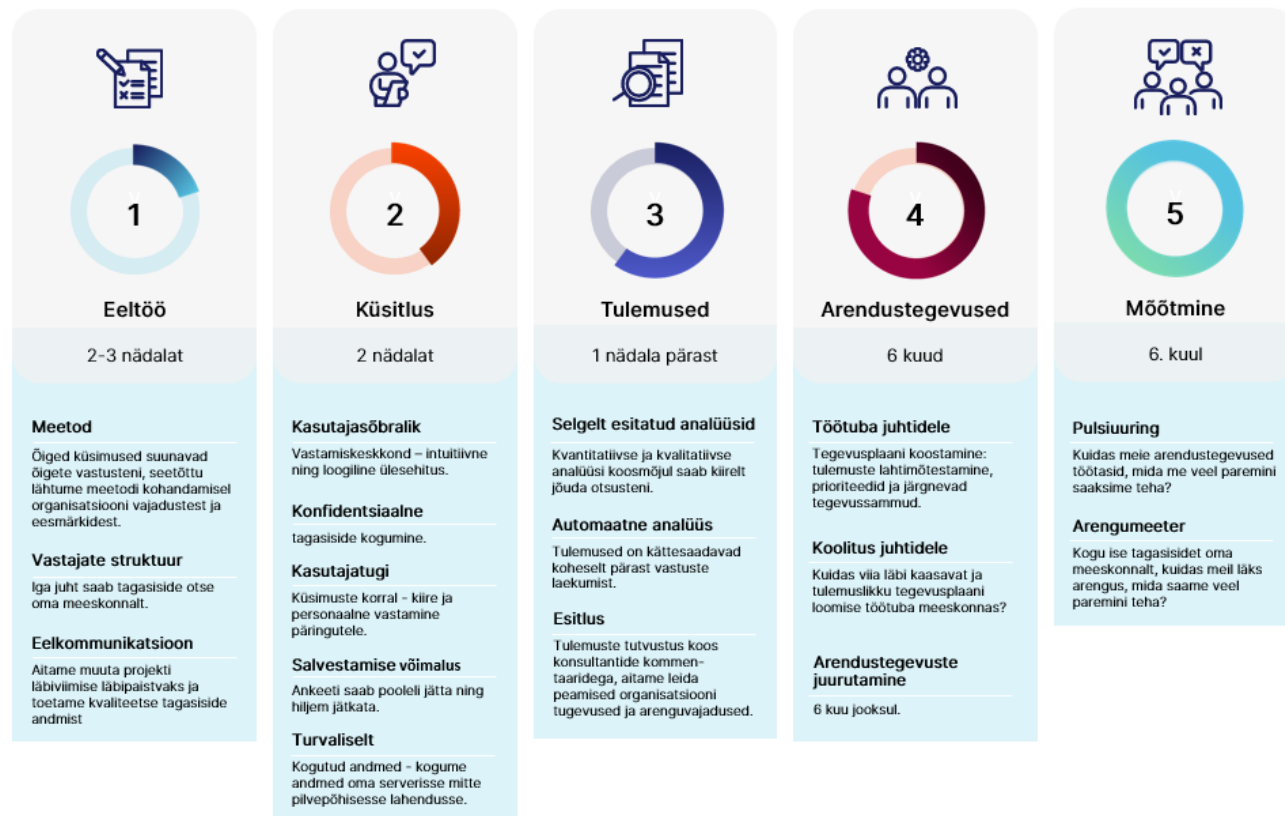 1
Eeltöö
2-3 nädalat
Meetod
Õiged küsimused suunavad
õigete vastusteni, seetõttu
lähtume meetodi kohandamisel
organisatsiooni vajadustest ja
eesmärkidest.
Vastajate struktuur
Iga juht saab tagasiside otse
oma meeskonnalt.
Eelkommunikatsioon
Aitame muuta projekti
läbiviimise läbipaistvaks ja
toetame kvaliteetse tagasiside
andmist
2
Küsitlus
2 nädalat
Kasutajasõbralik
Vastamiskeskkond – intuitiivne
ning loogiline ülesehitus.
Konfidentsiaalne
tagasiside kogumine.
Kasutajatugi
Küsimuste korral - kiire ja
personaalne vastamine
päringutele.
Salvestamise võimalus
Ankeeti saab pooleli jätta ning
hiljem jätkata.
Turvaliselt
Kogutud andmed - kogume
andmed oma serverisse mitte
pilvepõhisesse lahendusse.
3
Tulemused
1 nädala pärast
Selgelt esitatud analüüsid
Kvantitatiivse ja kvalitatiivse
analüüsi koosmõjul saab kiirelt
jõuda otsusteni.
Automaatne analüüs
Tulemused on kättesaadavad
koheselt pärast vastuste
laekumist.
Esitlus
Tulemuste tutvustus koos
konsultantide kommen-
taaridega, aitame leida
peamised organisatsiooni
tugevused ja arenguvajadused.
4
Arendustegevused
6 kuud
Töötuba juhtidele
Tegevusplaani koostamine:
tulemuste lahtimõtestamine,
prioriteedid ja järgnevad
tegevussammud.
Koolitus juhtidele
Kuidas viia läbi kaasavat ja
tulemuslikku tegevusplaani
loomise töötuba meeskonnas?
Arendustegevuste
juurutamine
6 kuu jooksul.
5
Mõõtmine
6. kuul
Pulsiuuring
Kuidas meie arendustegevused
töötasid, mida me veel paremini
saaksime teha?
Arengumeeter
Kogu ise tagasisidet oma
meeskonnalt, kuidas meil läks
arengus, mida saame veel
paremini teha?